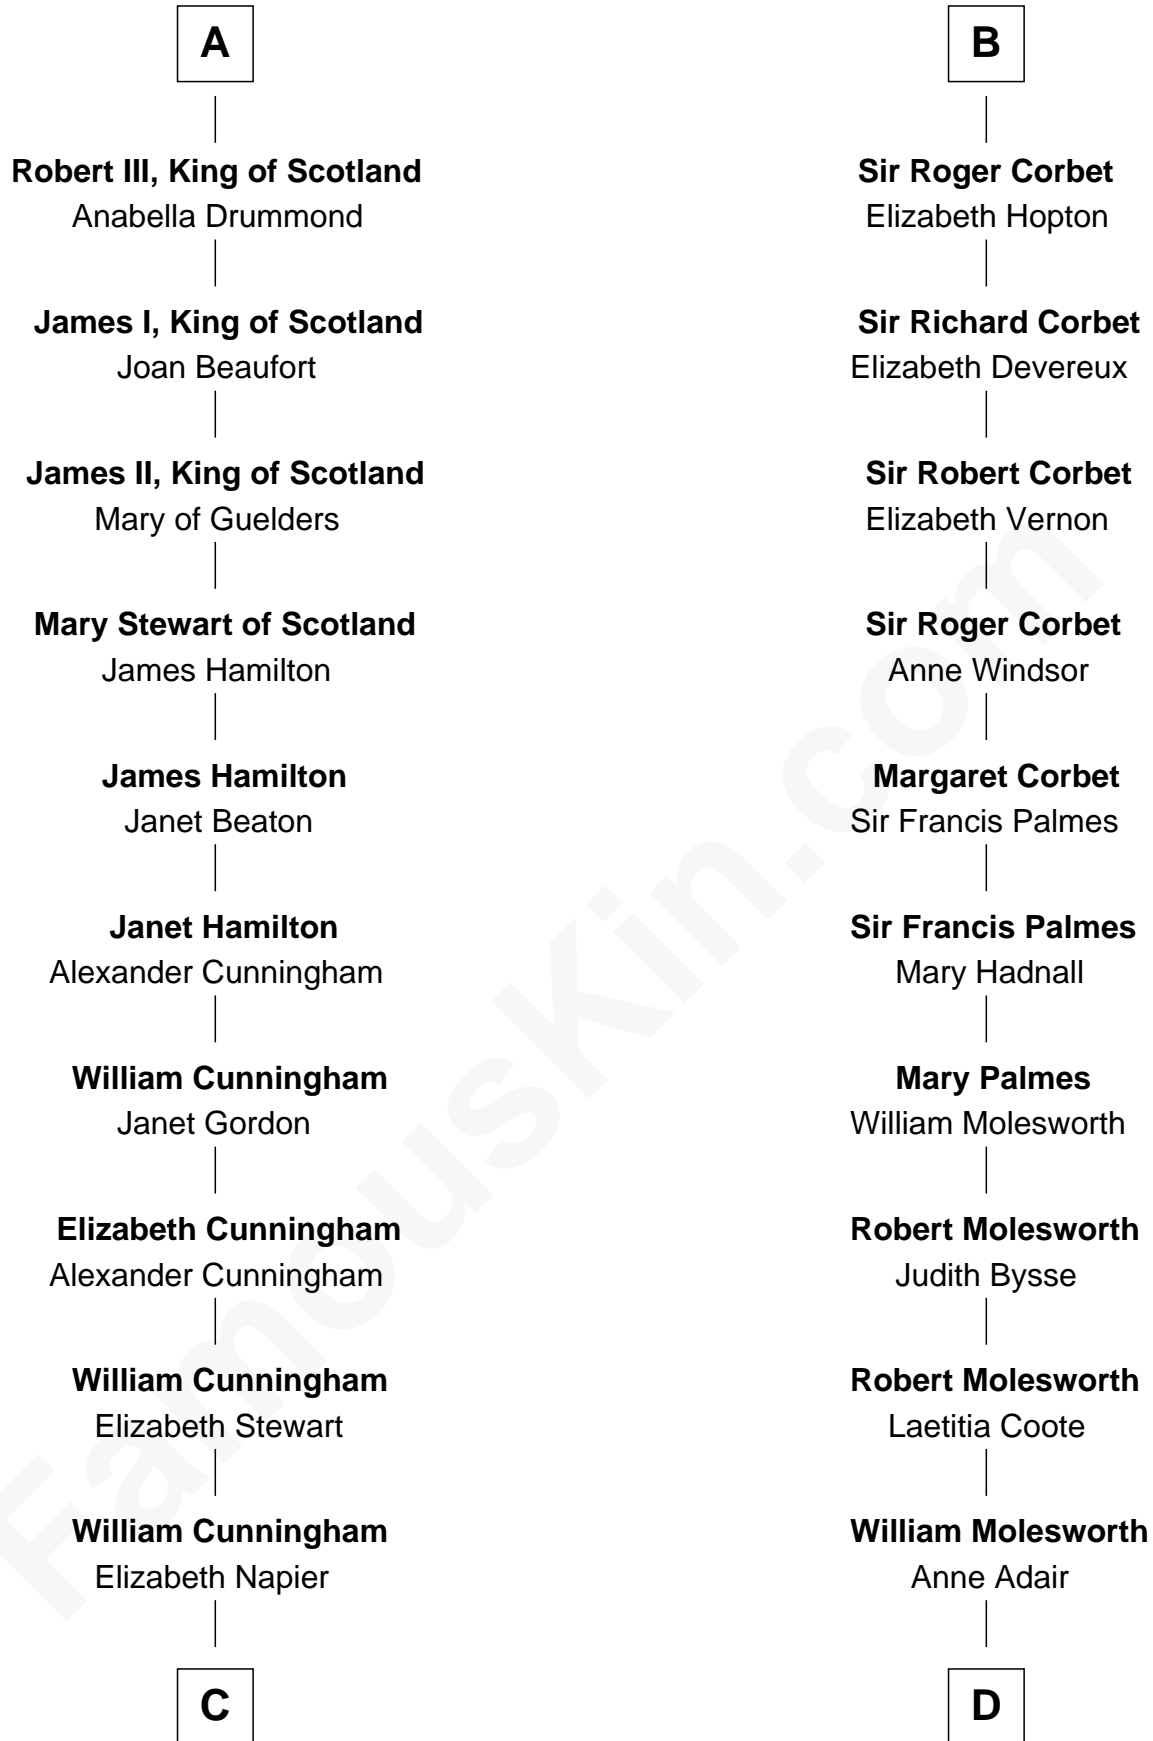 A
Robert III, King of Scotland
Anabella Drummond
James I, King of Scotland
Joan Beaufort
James II, King of Scotland
Mary of Guelders
Mary Stewart of Scotland
James Hamilton
James Hamilton
Janet Beaton
Janet Hamilton
Alexander Cunningham
William Cunningham
Janet Gordon
Elizabeth Cunningham
Alexander Cunningham
William Cunningham
Elizabeth Stewart
William Cunningham
Elizabeth Napier
C
B
Sir Roger Corbet
Elizabeth Hopton
Sir Richard Corbet
Elizabeth Devereux
Sir Robert Corbet
Elizabeth Vernon
Sir Roger Corbet
Anne Windsor
Margaret Corbet
Sir Francis Palmes
Sir Francis Palmes
Mary Hadnall
Mary Palmes
William Molesworth
Robert Molesworth
Judith Bysse
Robert Molesworth
Laetitia Coote
William Molesworth
Anne Adair
D
FamousKin.com